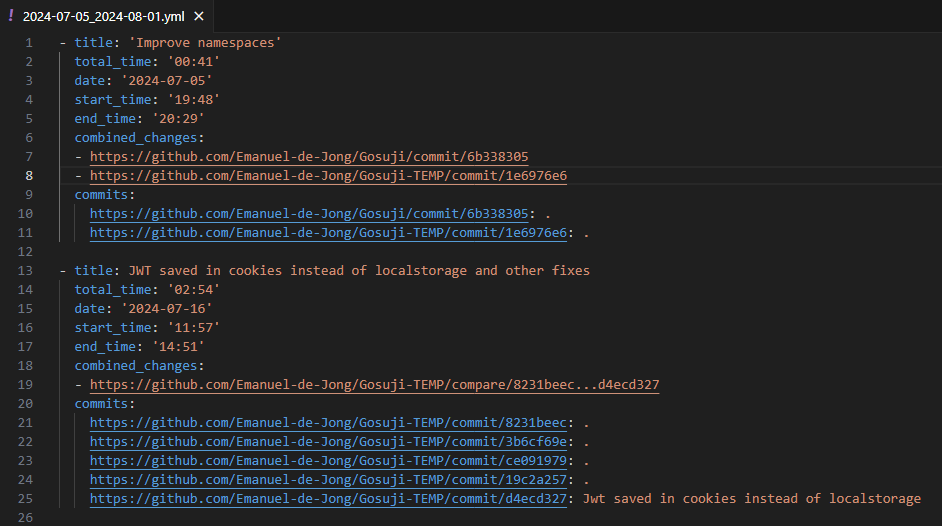 ! 2024-07-05_2024-08-01.yml ×
1 - title: 'Improve namespaces'
2 total_time: '00:41'
3 date: '2024-07-05'
4 start_time: '19:48'
5 end_time: '20:29'
6 combined_changes:
7 - https://github.com/Emanuel-de-Jong/Gosuji/commit/6b338305
8 - https://github.com/Emanuel-de-Jong/Gosuji-TEMP/commit/1e6976e6
9 commits:
10 https://github.com/Emanuel-de-Jong/Gosuji/commit/6b338305: .
11 https://github.com/Emanuel-de-Jong/Gosuji-TEMP/commit/1e6976e6: .
12
13 - title: JWT saved in cookies instead of localstorage and other fixes
14 total_time: '02:54'
15 date: '2024-07-16'
16 start_time: '11:57'
17 end_time: '14:51'
18 combined_changes:
19 - https://github.com/Emanuel-de-Jong/Gosuji-TEMP/compare/8231beec...d4ecd327
20 commits:
21 https://github.com/Emanuel-de-Jong/Gosuji-TEMP/commit/8231beec: .
22 https://github.com/Emanuel-de-Jong/Gosuji-TEMP/commit/3b6cf69e: .
23 https://github.com/Emanuel-de-Jong/Gosuji-TEMP/commit/ce091979: .
24 https://github.com/Emanuel-de-Jong/Gosuji-TEMP/commit/19c2a257: .
25 https://github.com/Emanuel-de-Jong/Gosuji-TEMP/commit/d4ecd327: Jwt saved in cookies instead of localstorage
26